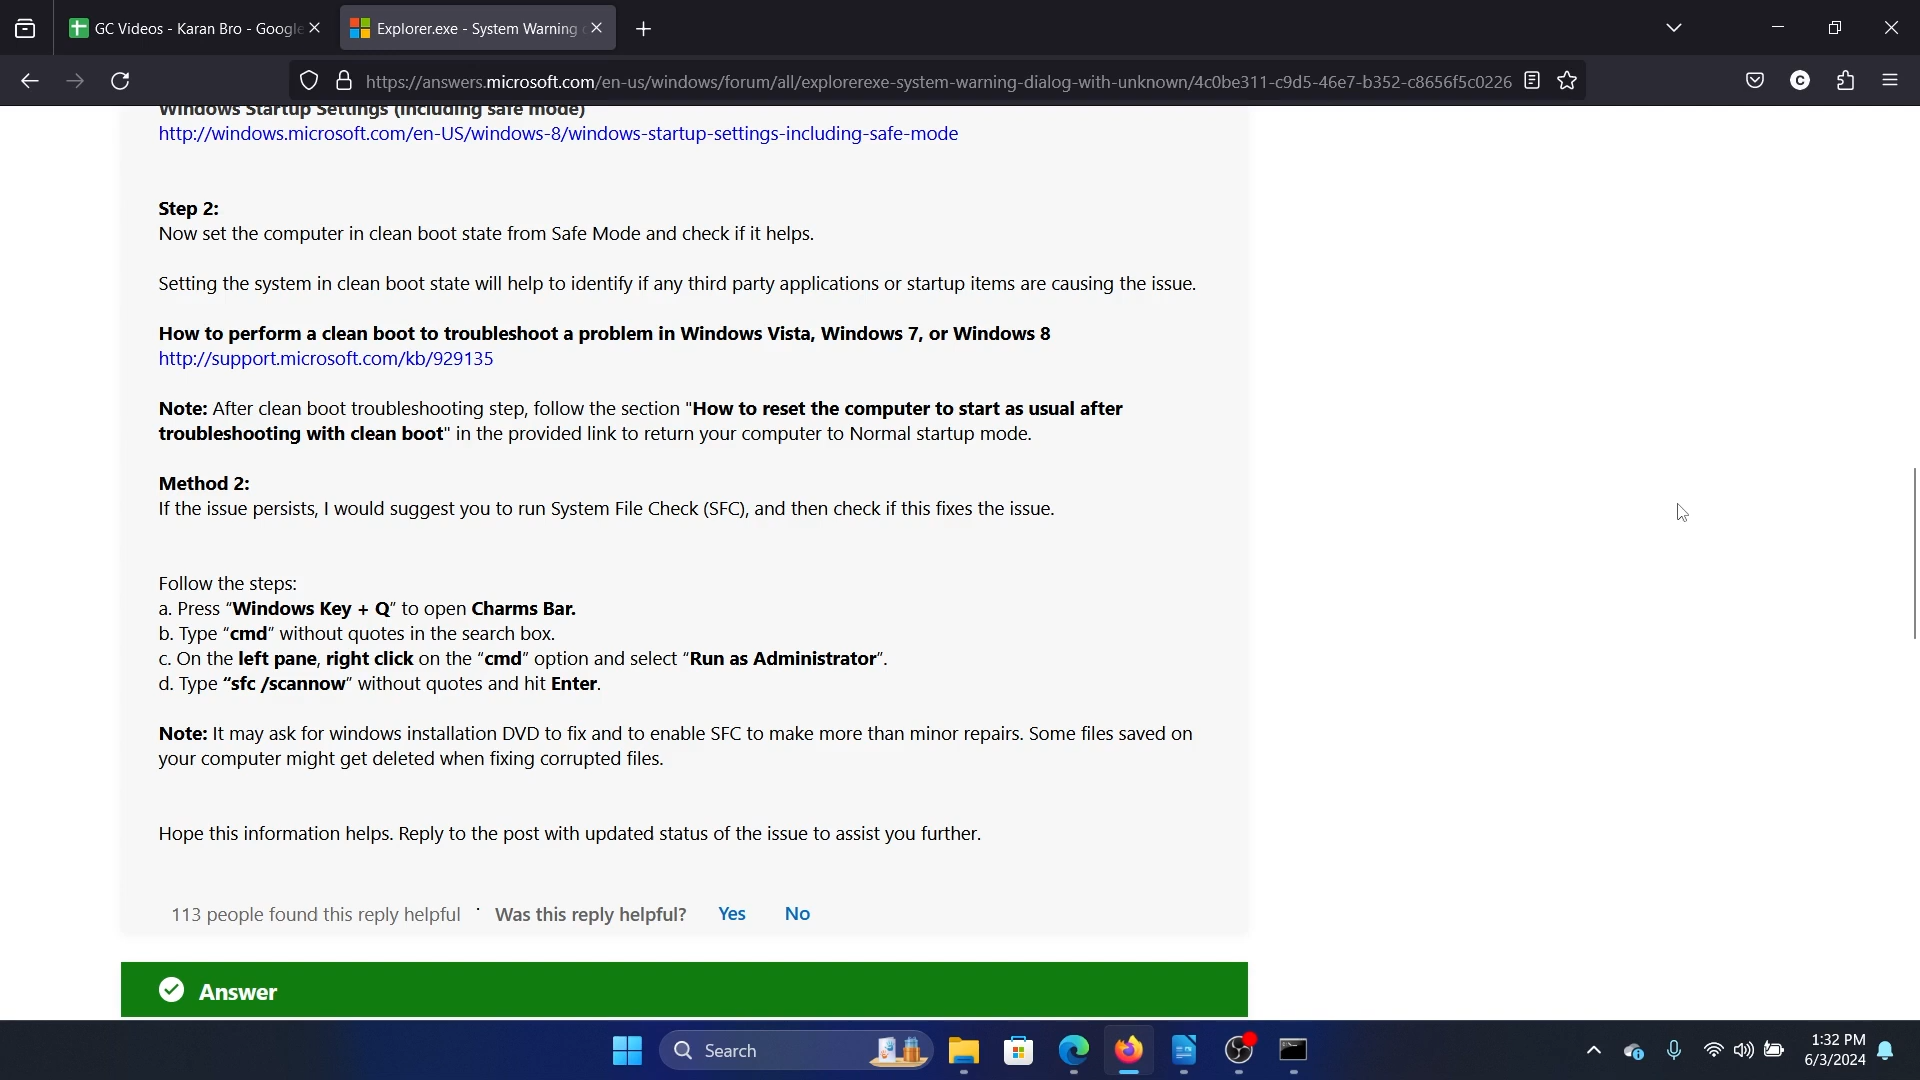 GC Videos - Karan Bro - Google
Explorer.exe - System Warning
https://answers.microsoft.com/en-us/windows/forum/all/explorerexe-system-warning-dialog-with-unknown/4c0be311-c9d5-46e7-b352-c8656f5c0226
Windows Startup Settings (including safe mode)
http://windows.microsoft.com/en-US/windows-8/windows-startup-settings-including-safe-mode
Step 2:
Now set the computer in clean boot state from Safe Mode and check if it helps.
Setting the system in clean boot state will help to identify if any third party applications or startup items are causing the issue.
How to perform a clean boot to troubleshoot a problem in Windows Vista, Windows 7, or Windows 8
http://support.microsoft.com/kb/929135
Note: After clean boot troubleshooting step, follow the section "How to reset the computer to start as usual after
troubleshooting with clean boot" in the provided link to return your computer to Normal startup mode.
Method 2:
If the issue persists, I would suggest you to run System File Check (SFC), and then check if this fixes the issue.
Follow the steps:
a. Press “Windows Key + Q” to open Charms Bar.
b. Type “cmd” without quotes in the search box.
c. On the left pane, right click on the “cmd” option and select “Run as Administrator”.
d. Type “sfc /scannow” without quotes and hit Enter.
Note: It may ask for windows installation DVD to fix and to enable SFC to make more than minor repairs. Some files saved on
your computer might get deleted when fixing corrupted files.
Hope this information helps. Reply to the post with updated status of the issue to assist you further.
113 people found this reply helpful · Was this reply helpful? Yes No
Answer
Search
1:32 PM
6/3/2024